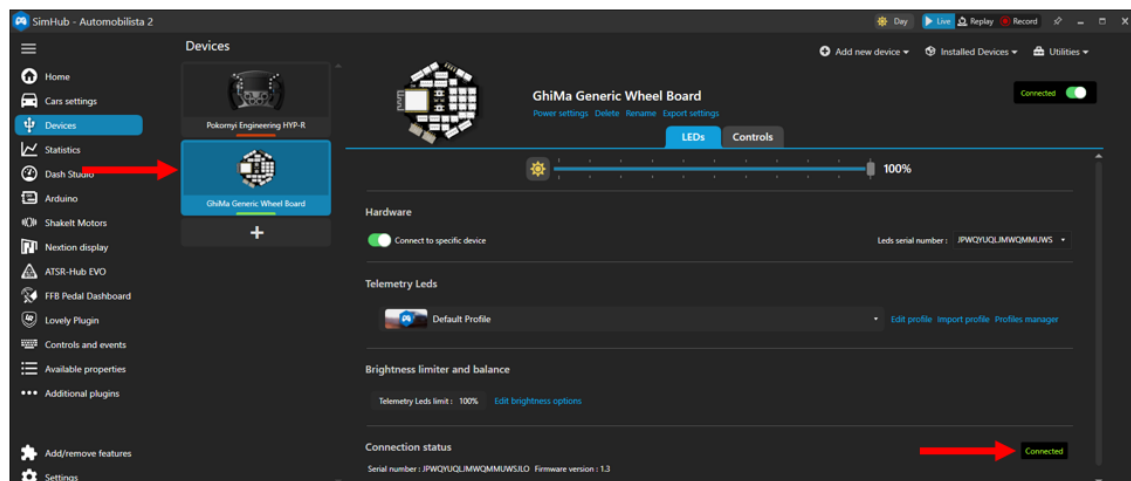 SimHub - Automobilista 2
Day Live Replay Record
Devices
Add new device Installed Devices Utilities
Home
Cars settings
Devices
Statistics
Dash Studio
Arduino
ShakeIt Motors
Nextion display
ATSR-Hub EVO
FFB Pedal Dashboard
Lovely Plugin
Controls and events
Available properties
Additional plugins
Add/remove features
Settings
Pokornyi Engineering HYP-R
GhiMa Generic Wheel Board
+
GhiMa Generic Wheel Board
Connected
Power settings Delete Rename Export settings
LEDs Controls
100%
Hardware
Connect to specific device
Leds serial number : JPWQYUQLJMWQMMUWS
Telemetry Leds
Default Profile
Edit profile Import profile Profiles manager
Brightness limiter and balance
Telemetry Leds limit : 100% Edit brightness options
Connection status
Connected
Serial number : JPWQYUQLJMWQMMUWSJLO Firmware version : 1.3